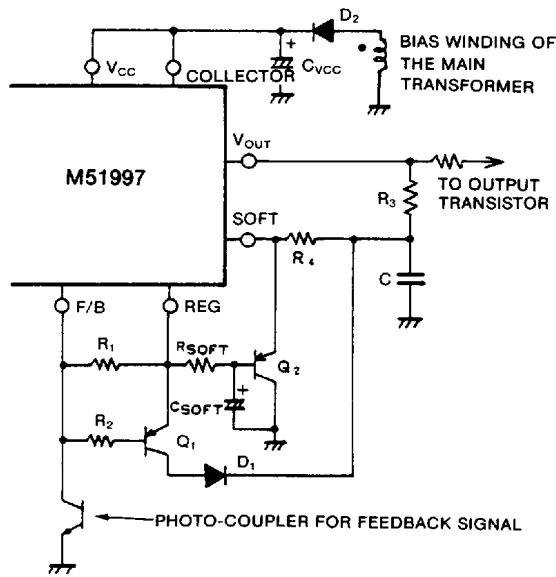 D2
+
BIAS WINDING OF
THE MAIN
TRANSFORMER
VCC
COLLECTOR
CVCC
VOUT
M51997
TO OUTPUT
TRANSISTOR
R3
SOFT
R4
C
F/B
REG
R1
RSOFT
Q2
+
CSOFT
R2
Q1
D1
PHOTO-COUPLER FOR FEEDBACK SIGNAL